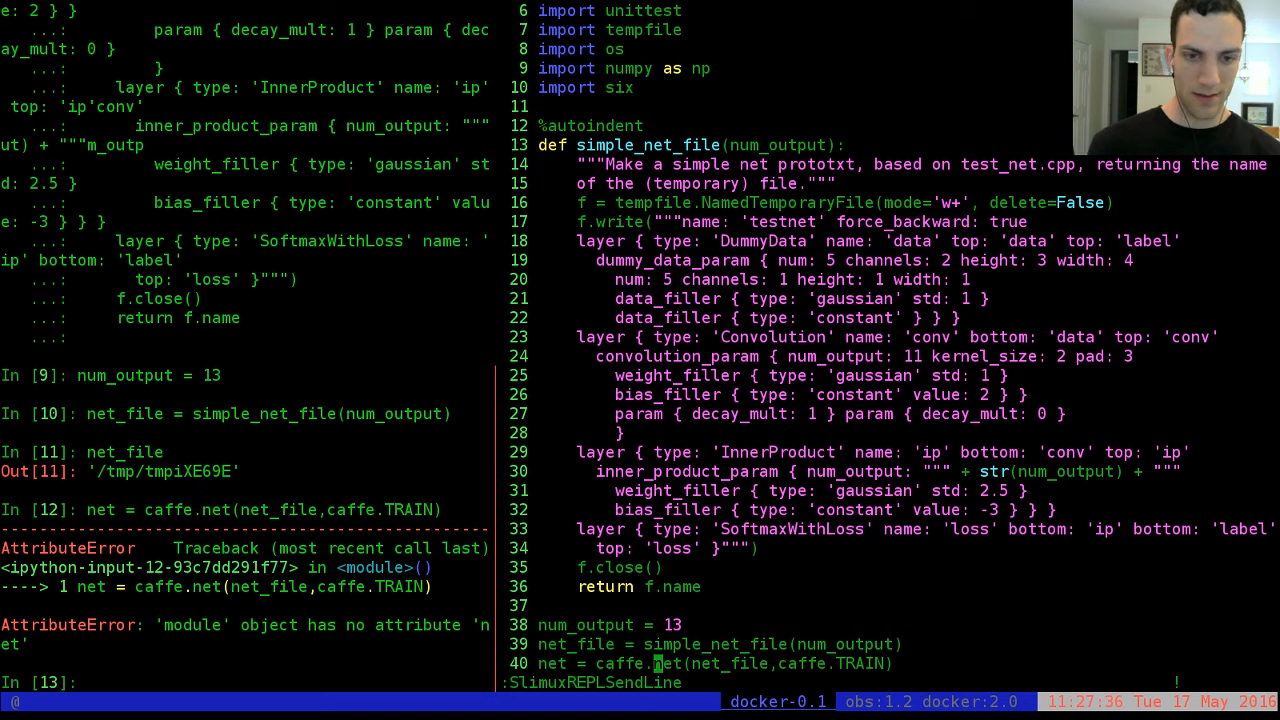 e: 2 } }
   ...:         param { decay_mult: 1 } param { dec
ay_mult: 0 }
   ...:         }
   ...:     layer { type: 'InnerProduct' name: 'ip'
 top: 'ip'conv'
   ...:       inner_product_param { num_output: """
ut) + """m_outp
   ...:         weight_filler { type: 'gaussian' st
d: 2.5 }
   ...:         bias_filler { type: 'constant' valu
e: -3 } } }
   ...:     layer { type: 'SoftmaxWithLoss' name: '
ip' bottom: 'label'
   ...:       top: 'loss' }""")
   ...:     f.close()
   ...:     return f.name
   ...:
In [9]: num_output = 13
In [10]: net_file = simple_net_file(num_output)
In [11]: net_file
Out[11]: '/tmp/tmpiXE69E'
In [12]: net = caffe.net(net_file,caffe.TRAIN)
---------------------------------------------------
AttributeError    Traceback (most recent call last)
<ipython-input-12-93c7dd291f77> in <module>()
----> 1 net = caffe.net(net_file,caffe.TRAIN)
AttributeError: 'module' object has no attribute 'n
et'
In [13]:
6 import unittest
7 import tempfile
8 import os
9 import numpy as np
10 import six
11
12 %autoindent
13 def simple_net_file(num_output):
14     """Make a simple net prototxt, based on test_net.cpp, returning the name
15     of the (temporary) file."""
16     f = tempfile.NamedTemporaryFile(mode='w+', delete=False)
17     f.write("""name: 'testnet' force_backward: true
18     layer { type: 'DummyData' name: 'data' top: 'data' top: 'label'
19       dummy_data_param { num: 5 channels: 2 height: 3 width: 4
20            num: 5 channels: 1 height: 1 width: 1
21            data_filler { type: 'gaussian' std: 1 }
22            data_filler { type: 'constant' } } }
23     layer { type: 'Convolution' name: 'conv' bottom: 'data' top: 'conv'
24       convolution_param { num_output: 11 kernel_size: 2 pad: 3
25         weight_filler { type: 'gaussian' std: 1 }
26         bias_filler { type: 'constant' value: 2 } }
27         param { decay_mult: 1 } param { decay_mult: 0 }
28         }
29     layer { type: 'InnerProduct' name: 'ip' bottom: 'conv' top: 'ip'
30       inner_product_param { num_output: """ + str(num_output) + """
31         weight_filler { type: 'gaussian' std: 2.5 }
32         bias_filler { type: 'constant' value: -3 } } }
33     layer { type: 'SoftmaxWithLoss' name: 'loss' bottom: 'ip' bottom: 'label'
34       top: 'loss' }""")
35     f.close()
36     return f.name
37
38 num_output = 13
39 net_file = simple_net_file(num_output)
40 net = caffe.net(net_file,caffe.TRAIN)
:SlimuxREPLSendLine !
@ docker-0.1 obs:1.2 docker:2.0 11:27:36 Tue 17 May 2016